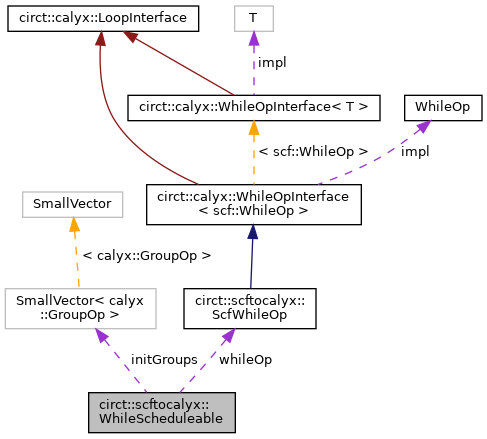 circt::calyx::LoopInterface
T
impl
circt::calyx::WhileOpInterface< T >
WhileOp
< scf::WhileOp >
impl
circt::calyx::WhileOpInterface
< scf::WhileOp >
SmallVector
< calyx::GroupOp >
SmallVector< calyx
::GroupOp >
circt::scftocalyx::
ScfWhileOp
initGroups
whileOp
circt::scftocalyx::
WhileScheduleable